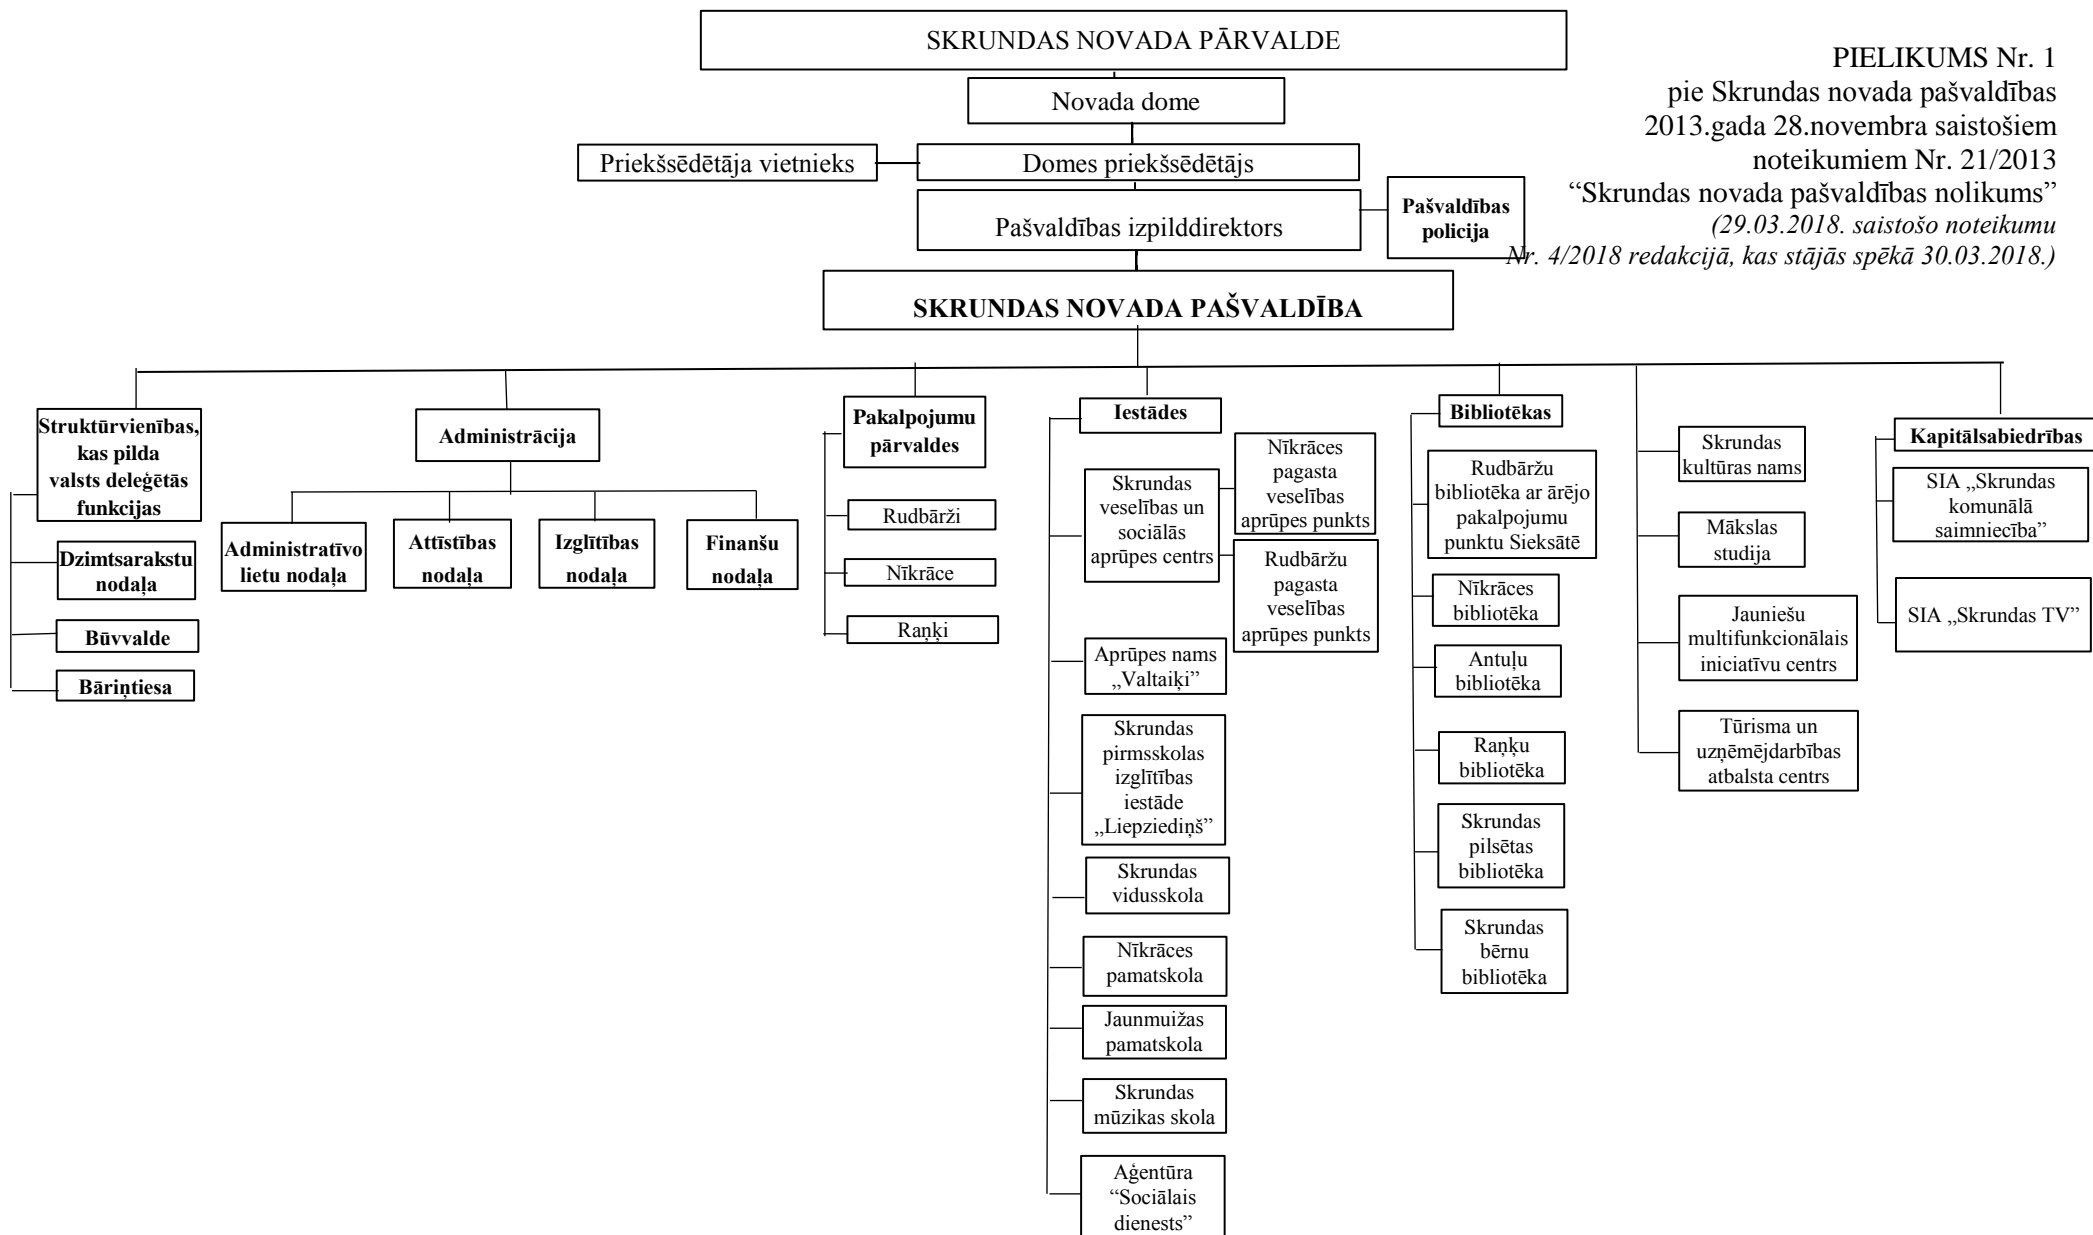 SKRUNDAS NOVADA PĀRVALDE
PIELIKUMS Nr. 1
pie Skrundas novada pašvaldības
2013.gada 28.novembra saistošiem
noteikumiem Nr. 21/2013
“Skrundas novada pašvaldības nolikums”
(29.03.2018. saistošo noteikumu
Nr. 4/2018 redakcijā, kas stājās spēkā 30.03.2018.)
Novada dome
Priekšsēdētāja vietnieks
Domes priekšsēdētājs
Pašvaldības izpilddirektors
Pašvaldības
policija
SKRUNDAS NOVADA PAŠVALDĪBA
Struktūrvienības,
kas pilda
valsts deleģētās
funkcijas
Dzimtsarakstu
nodaļa
Būvvalde
Bāriņtiesa
Administrācija
Administratīvo
lietu nodaļa
Attīstības
nodaļa
Izglītības
nodaļa
Finanšu
nodaļa
Pakalpojumu
pārvaldes
Rudbārži
Nīkrāce
Raņķi
Iestādes
Skrundas
veselības un
sociālās
aprūpes centrs
Nīkrāces
pagasta
veselības
aprūpes punkts
Rudbāržu
pagasta
veselības
aprūpes punkts
Aprūpes nams
„Valtaiķi”
Skrundas
pirmsskolas
izglītības
iestāde
„Liepziediņš”
Skrundas
vidusskola
Nīkrāces
pamatskola
Jaunmuižas
pamatskola
Skrundas
mūzikas skola
Aģentūra
“Sociālais
dienests”
Bibliotēkas
Rudbāržu
bibliotēka ar ārējo
pakalpojumu
punktu Sieksātē
Nīkrāces
bibliotēka
Antuļu
bibliotēka
Raņķu
bibliotēka
Skrundas
pilsētas
bibliotēka
Skrundas
bērnu
bibliotēka
Skrundas
kultūras nams
Mākslas
studija
Jauniešu
multifunkcionālais
iniciatīvu centrs
Tūrisma un
uzņēmējdarbības
atbalsta centrs
Kapitālsabiedrības
SIA „Skrundas
komunālā
saimniecība”
SIA „Skrundas TV”